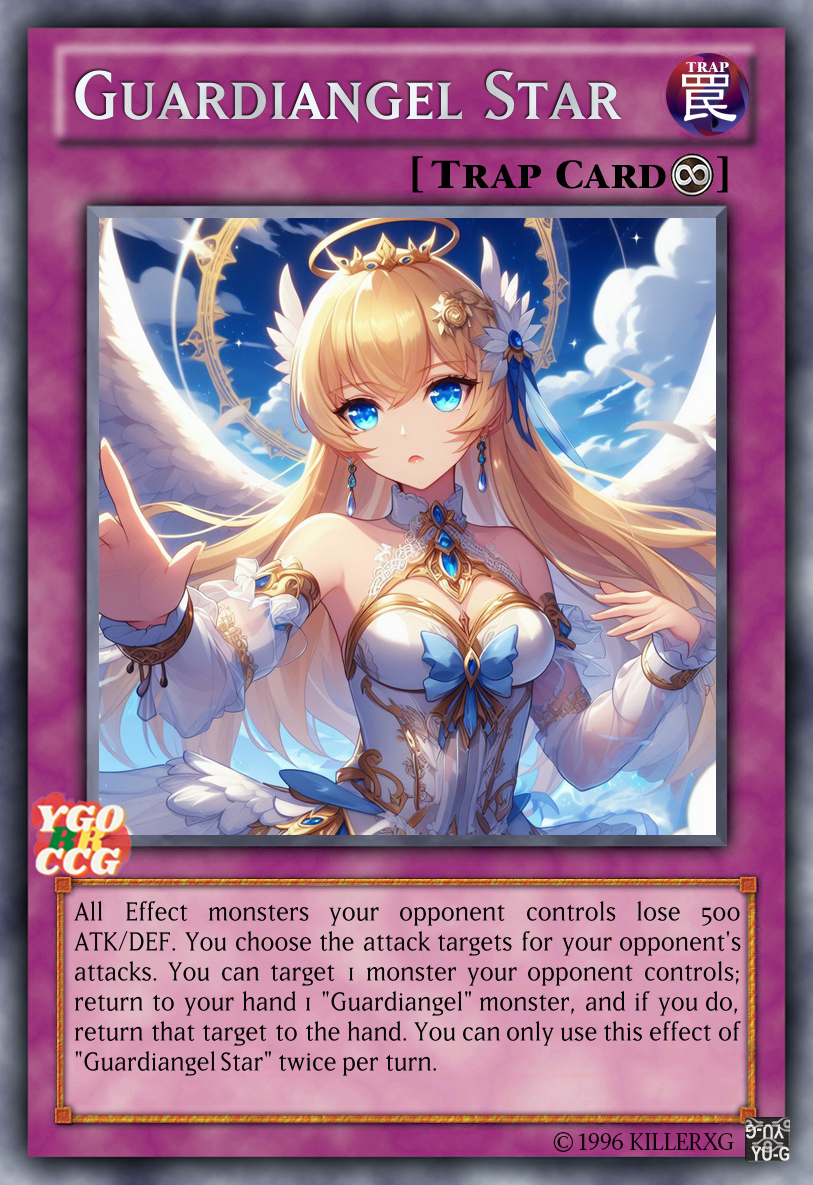 GUARDIANGEL STAR
TRAP
罠
[TRAP CARD∞]
YGO
BR
CCG
All Effect monsters your opponent controls lose 500
ATK/DEF. You choose the attack targets for your opponent's
attacks. You can target 1 monster your opponent controls;
return to your hand 1 "Guardiangel" monster, and if you do,
return that target to the hand. You can only use this effect of
"Guardiangel Star" twice per turn.
© 1996 KILLERXG
YU-G
YU-G